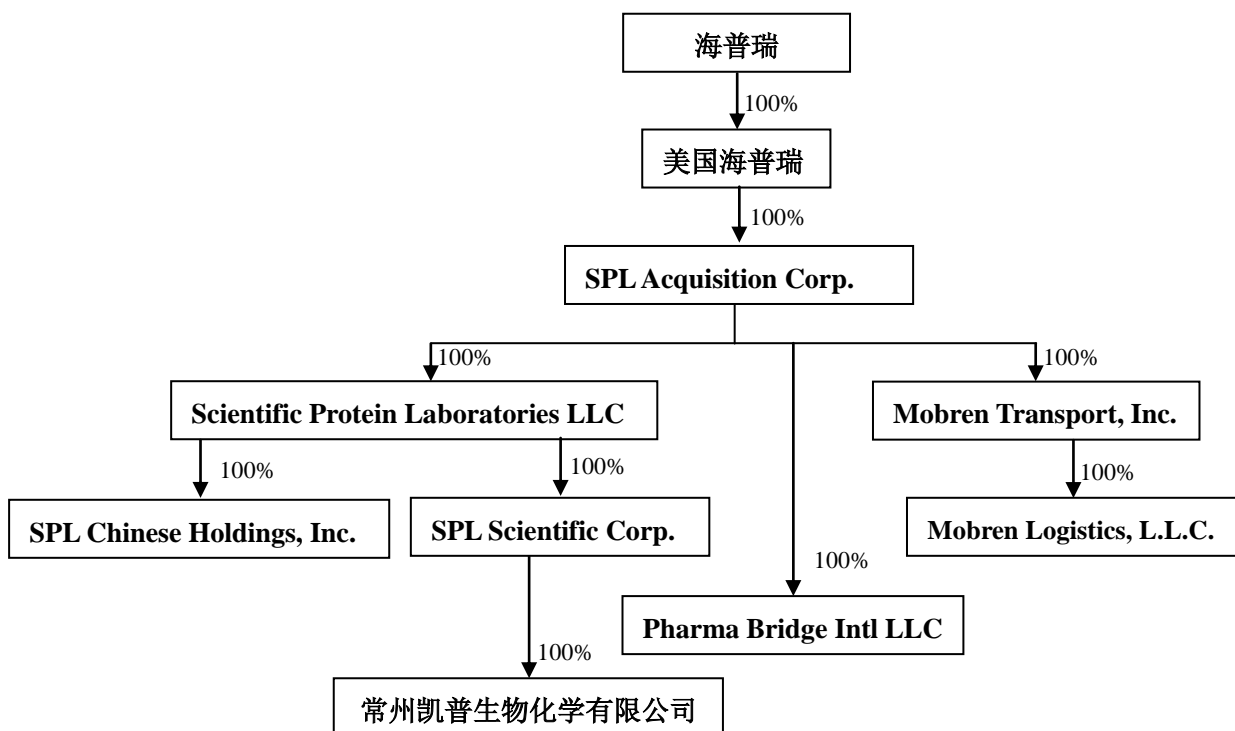 海普瑞
100%
美国海普瑞
100%
SPL Acquisition Corp.
100%
100%
Scientific Protein Laboratories LLC
Mobren Transport, Inc.
100%
100%
100%
SPL Chinese Holdings, Inc.
SPL Scientific Corp.
Mobren Logistics, L.L.C.
100%
Pharma Bridge Intl LLC
100%
常州凯普生物化学有限公司